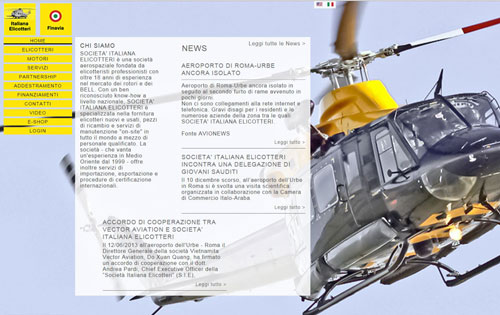 Italiana
Elicotteri
Finavia
HOME
ELICOTTERI
MOTORI
SERVIZI
PARTNERSHIP
ADDESTRAMENTO
FINANZIAMENTI
CONTATTI
VIDEO
E-SHOP
LOGIN
CHI SIAMO
SOCIETA' ITALIANA
ELICOTTERI è una società
aerospaziale fondata da
elicotteristi professionisti con
oltre 18 anni di esperienza
nel mercato dei rotori e dei
BELL. Con un ben
riconosciuto know-how a
livello nazionale, SOCIETA'
ITALIANA ELICOTTERI è
specializzata nella fornitura
elicotteri nuovi e usati, pezzi
di ricambio e servizi di
manutenzione "on-site" in
tutto il mondo a mezzo di
personale qualificato. La
società - che vanta
un'esperienza in Medio
Oriente dal 1999 - offre
inoltre servizi di
importazione, esportazione e
procedure di certificazione
internazionali.
NEWS
Leggi tutte le News >
AEROPORTO DI ROMA-URBE
ANCORA ISOLATO
Aeroporto di Roma-Urbe ancora isolato in
seguito al secondo furto di rame avvenuto in
pochi giorni.
Non ci sono collegamenti alla rete internet e
telefonica. Gravi disagi per i residenti e le
numerose aziende della zona tra le quali
SOCIETA' ITALIANA ELICOTTERI.
Fonte AVIONEWS
Leggi tutto >
SOCIETA' ITALIANA ELICOTTERI
INCONTRA UNA DELEGAZIONE DI
GIOVANI SAUDITI
Il 10 dicembre scorso, all'aeroporto dell'Urbe
di Roma si è svolta una visita scientifica
organizzata in collaborazione con la Camera
di Commercio Italo-Araba.
Leggi tutto >
ACCORDO DI COOPERAZIONE TRA
VECTOR AVIATION E SOCIETA'
ITALIANA ELICOTTERI
Il 12/06/2013 all'aeroporto dell'Urbe - Roma il
Direttore Generale della società Vietnamita
Vector Aviation, Do Xuan Quang, ha firmato
un accordo di cooperazione con il dott.
Andrea Pardi, Chief Executive Officer della
"Società Italiana Elicotteri" (S.I.E).
Leggi tutto >